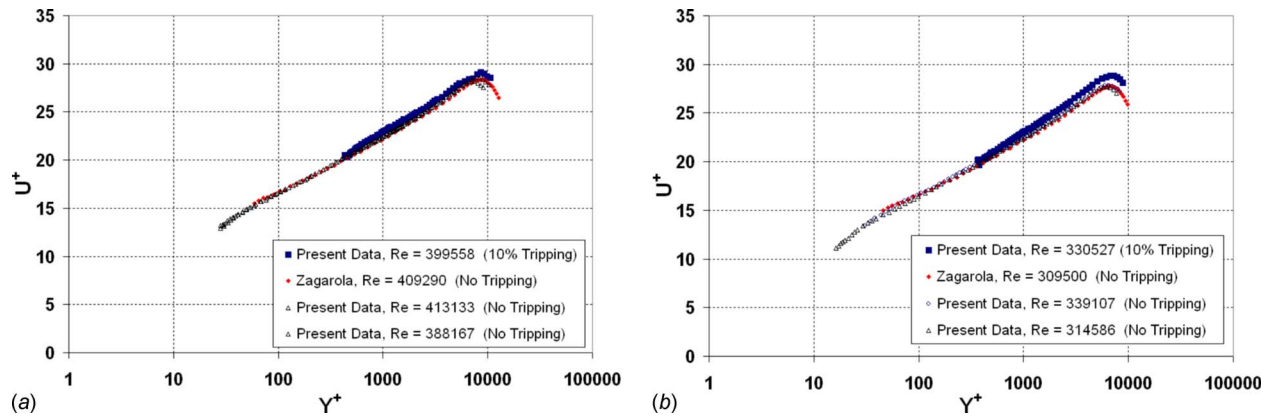 35
30
25
20
15
10
5
0
U+
1
10
100
1000
10000
100000
Y+
Present Data, Re = 399558 (10% Tripping)
Zagarola, Re = 409290 (No Tripping)
Present Data, Re = 413133 (No Tripping)
Present Data, Re = 388167 (No Tripping)
(a)
35
30
25
20
15
10
5
0
U+
1
10
100
1000
10000
100000
Y+
Present Data, Re = 330527 (10% Tripping)
Zagarola, Re = 309500 (No Tripping)
Present Data, Re = 339107 (No Tripping)
Present Data, Re = 314586 (No Tripping)
(b)